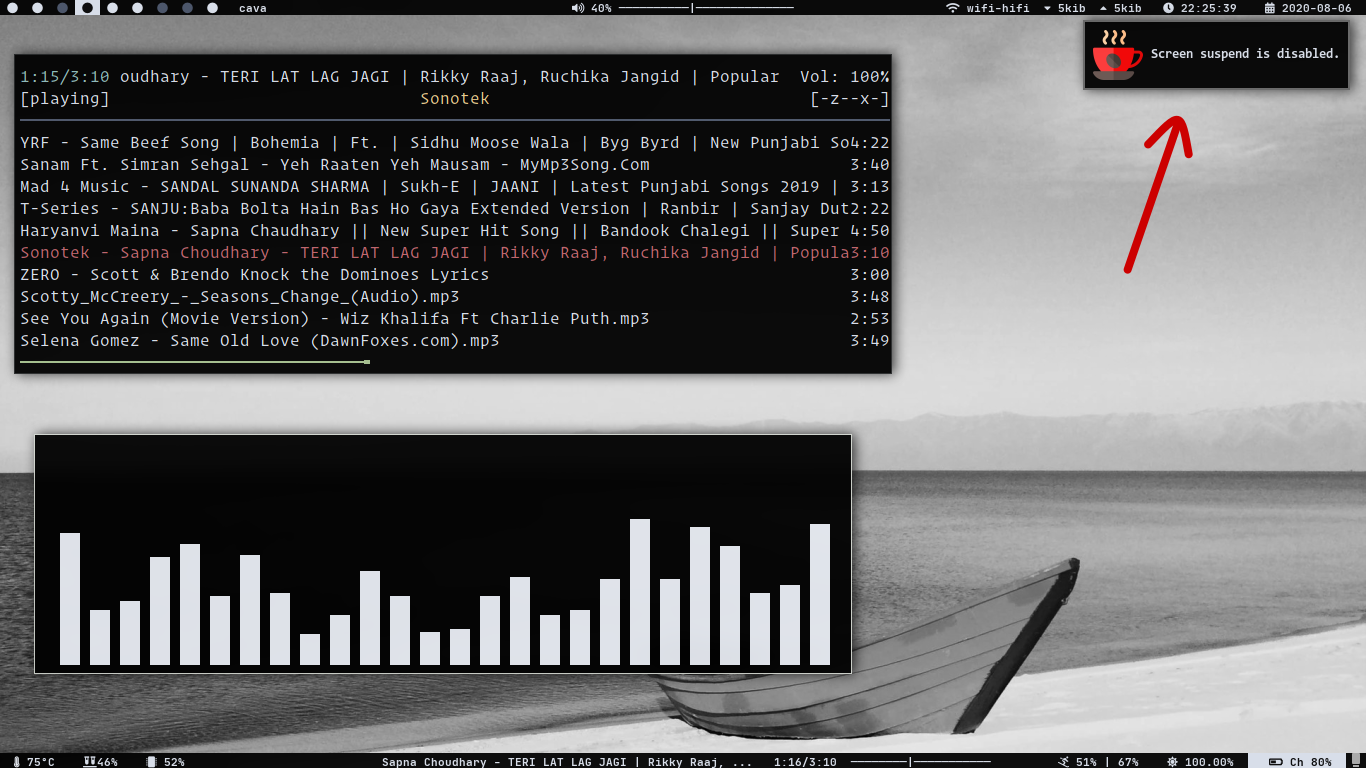 cava 40% wifi-hifi 5kib 5kib 22:25:39 2020-08-06
Screen suspend is disabled.
1:15/3:10 oudhary - TERI LAT LAG JAGI | Rikky Raaj, Ruchika Jangid | Popular Vol: 100%
[playing] Sonotek [-z--x-]
YRF - Same Beef Song | Bohemia | Ft. | Sidhu Moose Wala | Byg Byrd | New Punjabi So4:22
Sanam Ft. Simran Sehgal - Yeh Raaten Yeh Mausam - MyMp3Song.Com 3:40
Mad 4 Music - SANDAL SUNANDA SHARMA | Sukh-E | JAANI | Latest Punjabi Songs 2019 | 3:13
T-Series - SANJU:Baba Bolta Hain Bas Ho Gaya Extended Version | Ranbir | Sanjay Dut2:22
Haryanvi Maina - Sapna Chaudhary || New Super Hit Song || Bandook Chalegi || Super 4:50
Sonotek - Sapna Choudhary - TERI LAT LAG JAGI | Rikky Raaj, Ruchika Jangid | Popula3:10
ZERO - Scott & Brendo Knock the Dominoes Lyrics 3:00
Scotty_McCreery_-_Seasons_Change_(Audio).mp3 3:48
See You Again (Movie Version) - Wiz Khalifa Ft Charlie Puth.mp3 2:53
Selena Gomez - Same Old Love (DawnFoxes.com).mp3 3:49
75°C 46% 52% Sapna Choudhary - TERI LAT LAG JAGI | Rikky Raaj, ... 1:16/3:10 51% | 67% 100.00% Ch 80%